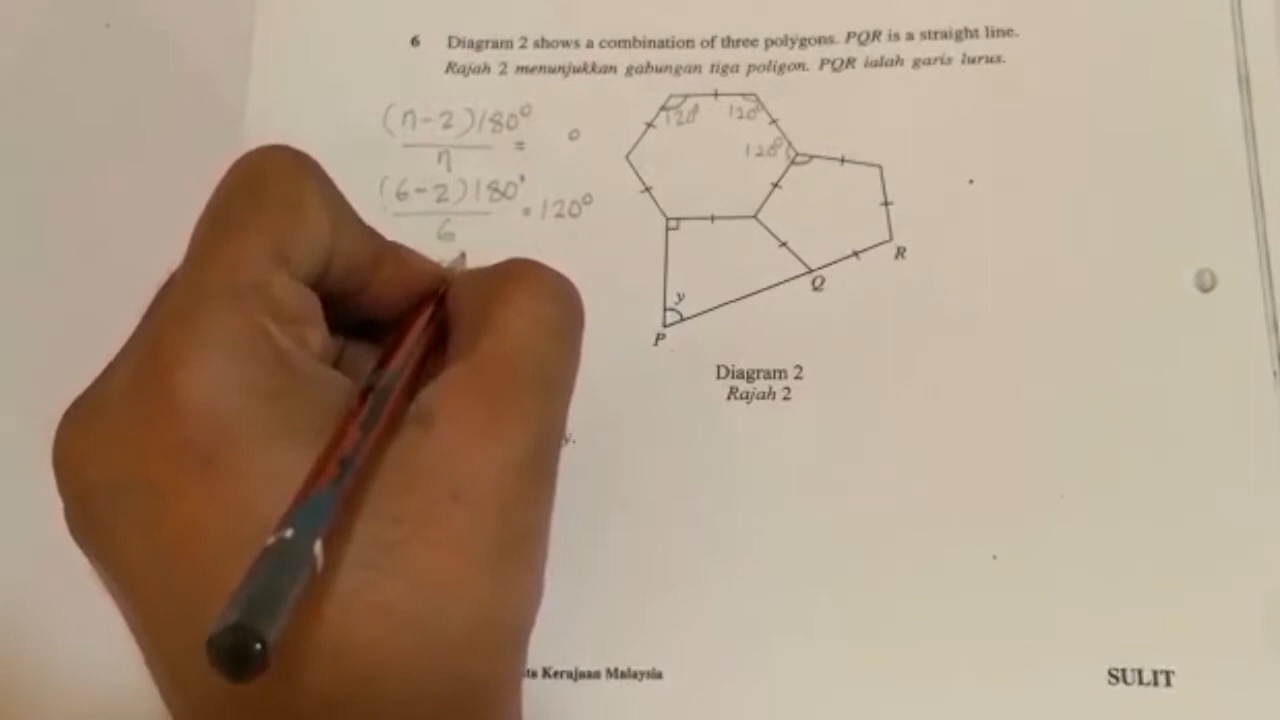 6 Diagram 2 shows a combination of three polygons. PQR is a straight line.
Rajah 2 menunjukkan gabungan tiga poligon. PQR ialah garis lurus.
(n-2)180° = °
n
(6-2)180° = 120°
6
120° 120°
120°
R
Q
y
P
Diagram 2
Rajah 2
y.
Kerajaan Malaysia
SULIT